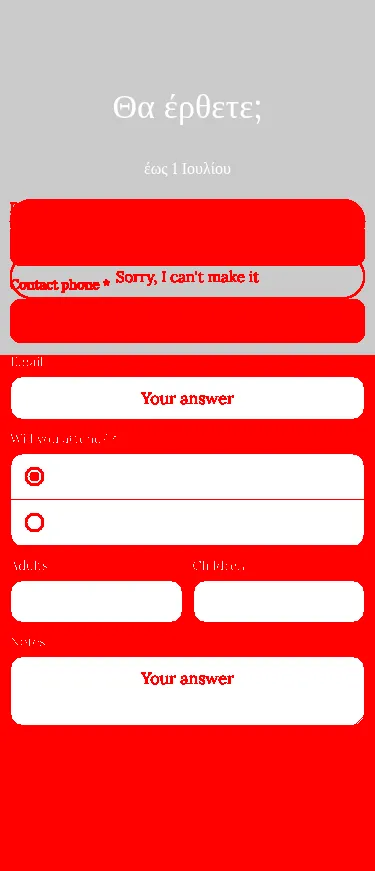 Θα έρθετε;
έως 1 Ιουλίου
Sorry, I can't make it
Contact phone *
Email
Your answer
Will you attend? *
Adults Children
Notes
Your answer